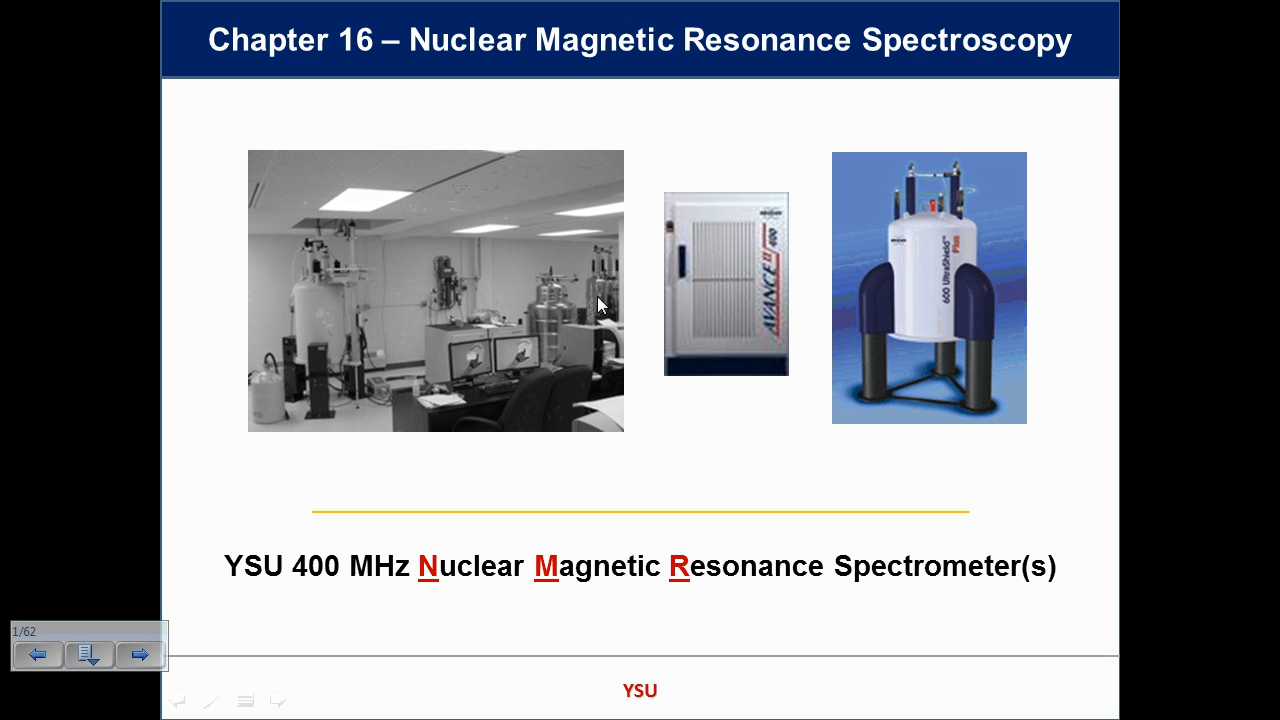 Chapter 16 – Nuclear Magnetic Resonance Spectroscopy
AVANCE II 400
600 UltraShield™
Plus
YSU 400 MHz Nuclear Magnetic Resonance Spectrometer(s)
1/62
YSU